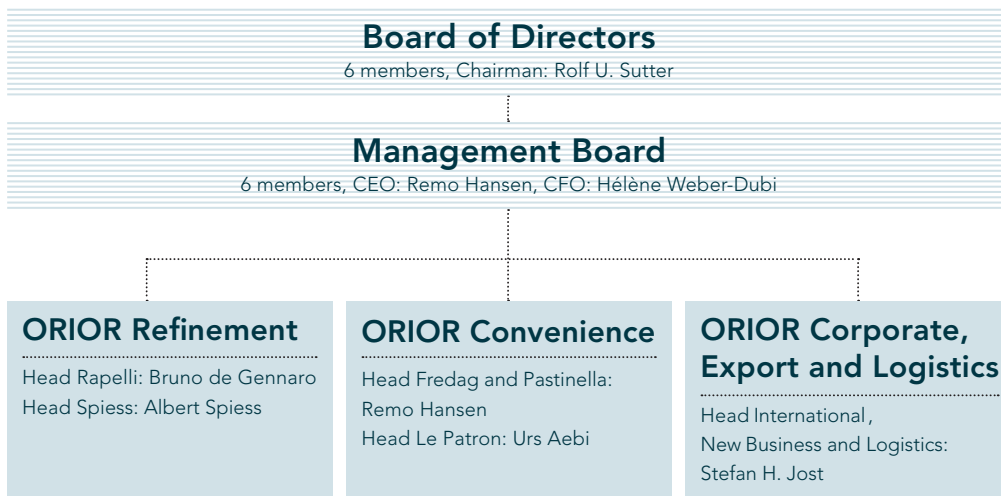 Board of Directors
6 members, Chairman: Rolf U. Sutter
Management Board
6 members, CEO: Remo Hansen, CFO: Hélène Weber-Dubi
ORIOR Refinement
Head Rapelli: Bruno de Gennaro
Head Spiess: Albert Spiess
ORIOR Convenience
Head Fredag and Pastinella:
Remo Hansen
Head Le Patron: Urs Aebi
ORIOR Corporate,
Export and Logistics
Head International,
New Business and Logistics:
Stefan H. Jost